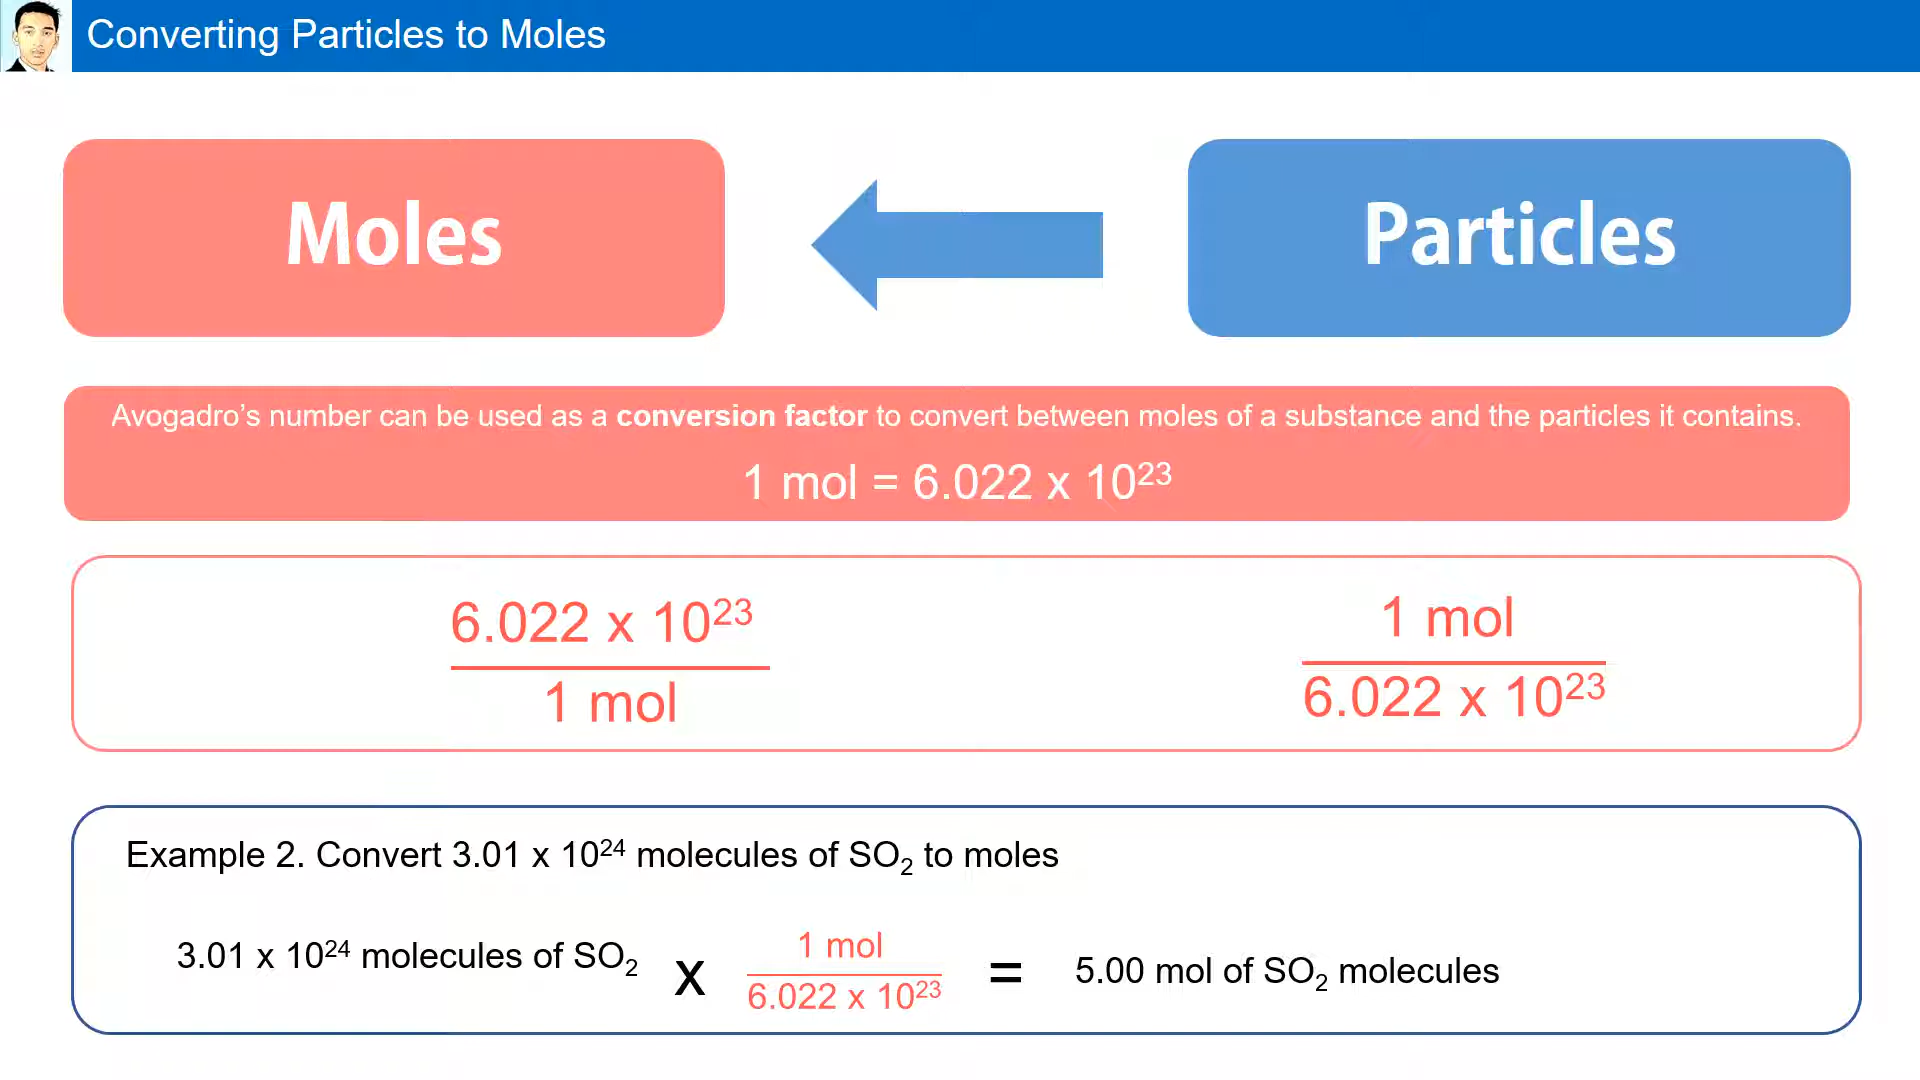 Converting Particles to Moles
Moles
Particles
Avogadro’s number can be used as a conversion factor to convert between moles of a substance and the particles it contains.
1 mol = 6.022 x 10²³
6.022 x 10²³
1 mol
1 mol
6.022 x 10²³
Example 2. Convert 3.01 x 10²⁴ molecules of SO₂ to moles
3.01 x 10²⁴ molecules of SO₂ x 1 mol
6.022 x 10²³ = 5.00 mol of SO₂ molecules